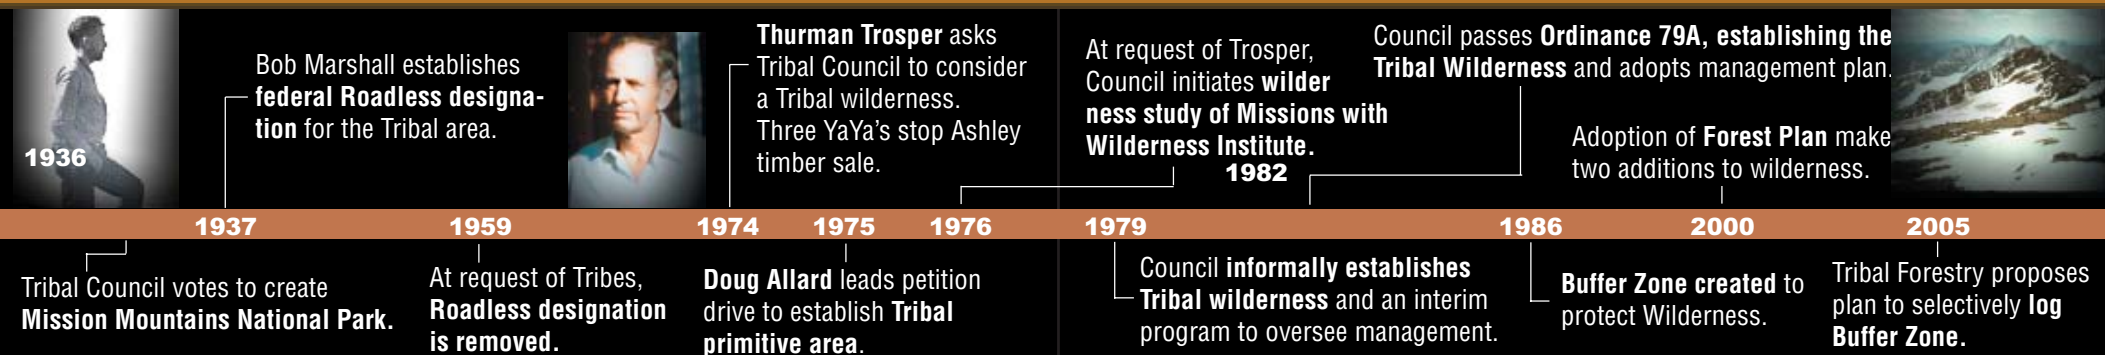 1936
Tribal Council votes to create
Mission Mountains National Park.
1937
Bob Marshall establishes
federal Roadless designa-
tion for the Tribal area.
1959
At request of Tribes,
Roadless designation
is removed.
1974
Thurman Trosper asks
Tribal Council to consider
a Tribal wilderness.
Three YaYa's stop Ashley
timber sale.
1975
Doug Allard leads petition
drive to establish Tribal
primitive area.
1976
At request of Trosper,
Council initiates wilder
ness study of Missions with
Wilderness Institute.
1979
Council informally establishes
Tribal wilderness and an interim
program to oversee management.
1982
Council passes Ordinance 79A, establishing the
Tribal Wilderness and adopts management plan.
1986
Buffer Zone created to
protect Wilderness.
2000
Adoption of Forest Plan make
two additions to wilderness.
2005
Tribal Forestry proposes
plan to selectively log
Buffer Zone.